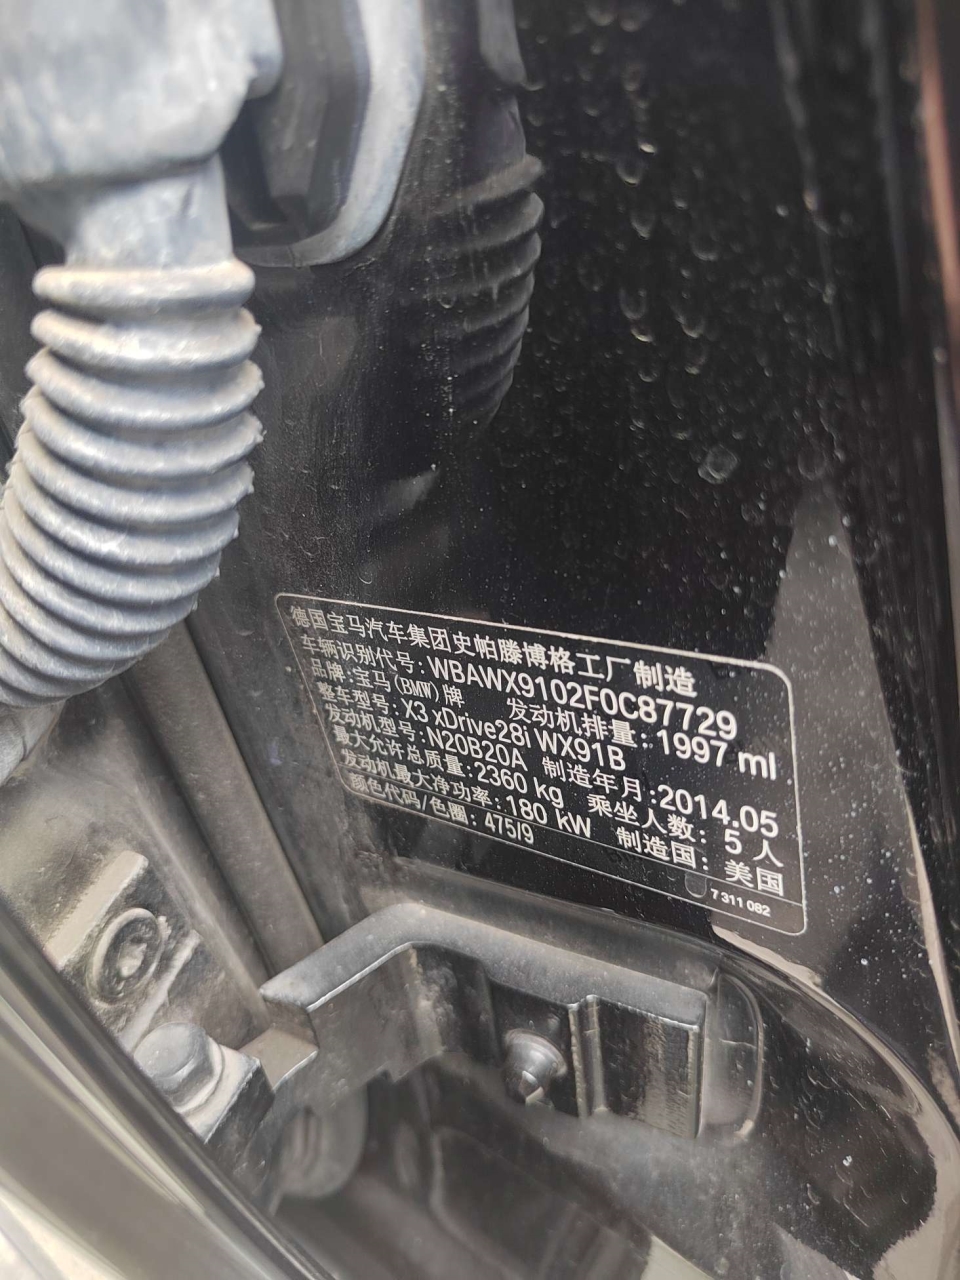 德国宝马汽车集团史帕滕博格工厂制造
车辆识别代号：WBAWX9102F0C87729
品牌：宝马(BMW)牌 发动机排量：1997 ml
整车型号：X3 xDrive28i WX91B
发动机型号：N20B20A 制造年月：2014.05
最大允许总质量：2360 kg 乘坐人数：5 人
发动机最大净功率：180 kW 制造国：美国
颜色代码/色圈：475/9
7 311 082